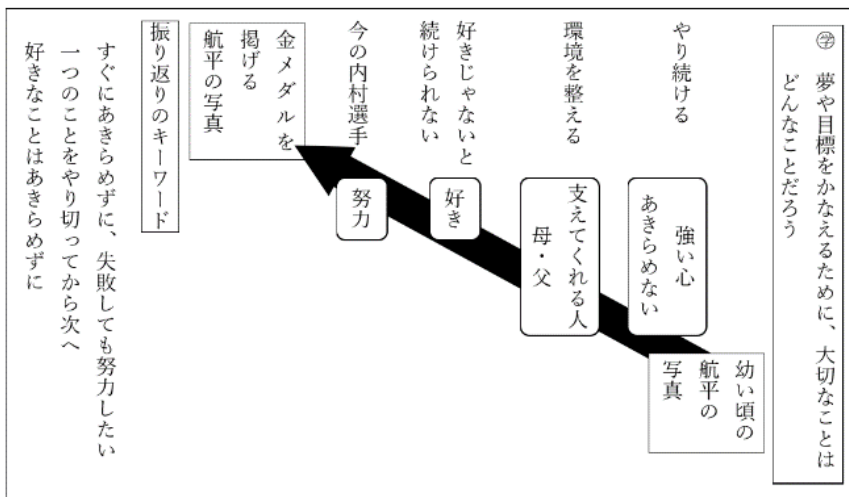 ㋕ 夢や目標をかなえるために、大切なことは
どんなことだろう
幼い頃の
航平の
写真
やり続ける
強い心
あきらめない
環境を整える
支えてくれる人
母・父
好きじゃないと
続けられない
好き
今の内村選手
努力
金メダルを
掲げる
航平の写真
振り返りのキーワード
すぐにあきらめずに、失敗しても努力したい
一つのことをやり切ってから次へ
好きなことはあきらめずに